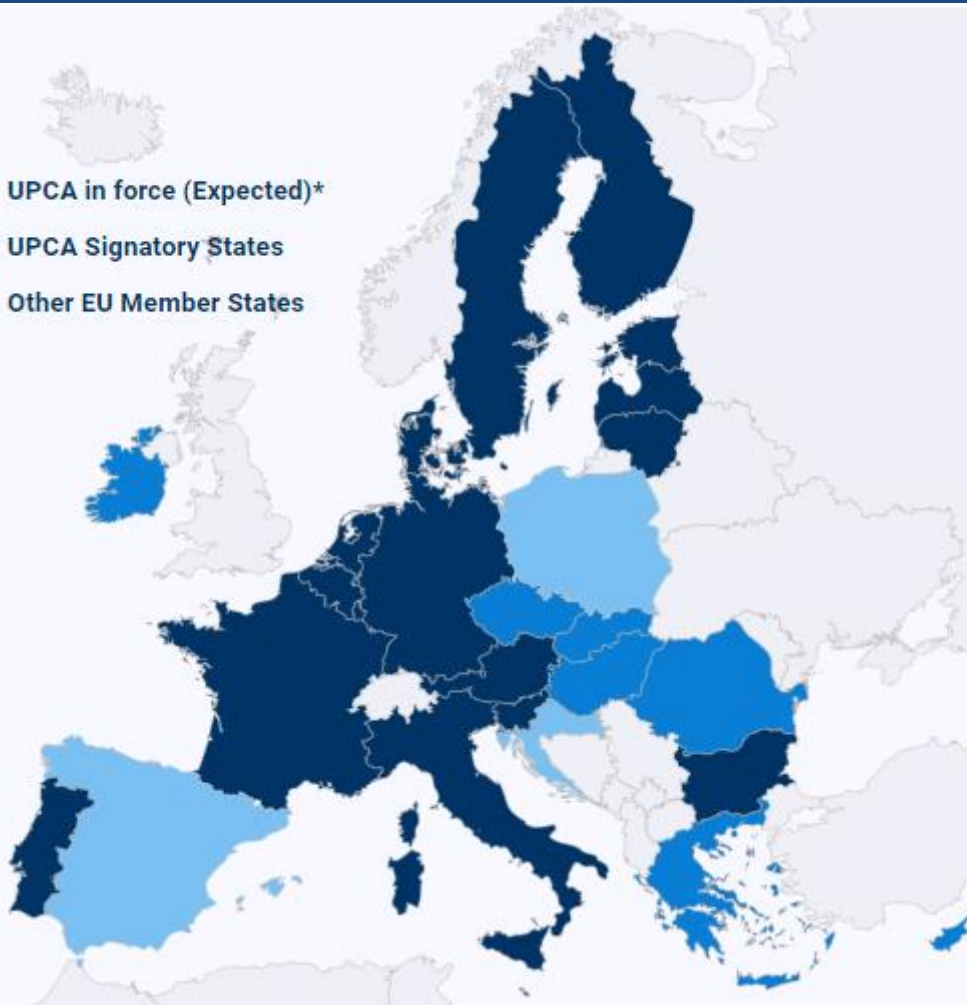 UPCA in force (Expected)*
UPCA Signatory States
Other EU Member States